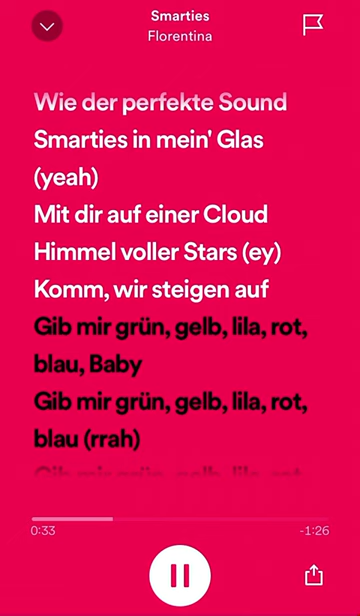 Smarties
Florentina
Wie der perfekte Sound
Smarties in mein' Glas
(yeah)
Mit dir auf einer Cloud
Himmel voller Stars (ey)
Komm, wir steigen auf
Gib mir grün, gelb, lila, rot,
blau, Baby
Gib mir grün, gelb, lila, rot,
blau (rrah)
0:33
-1:26